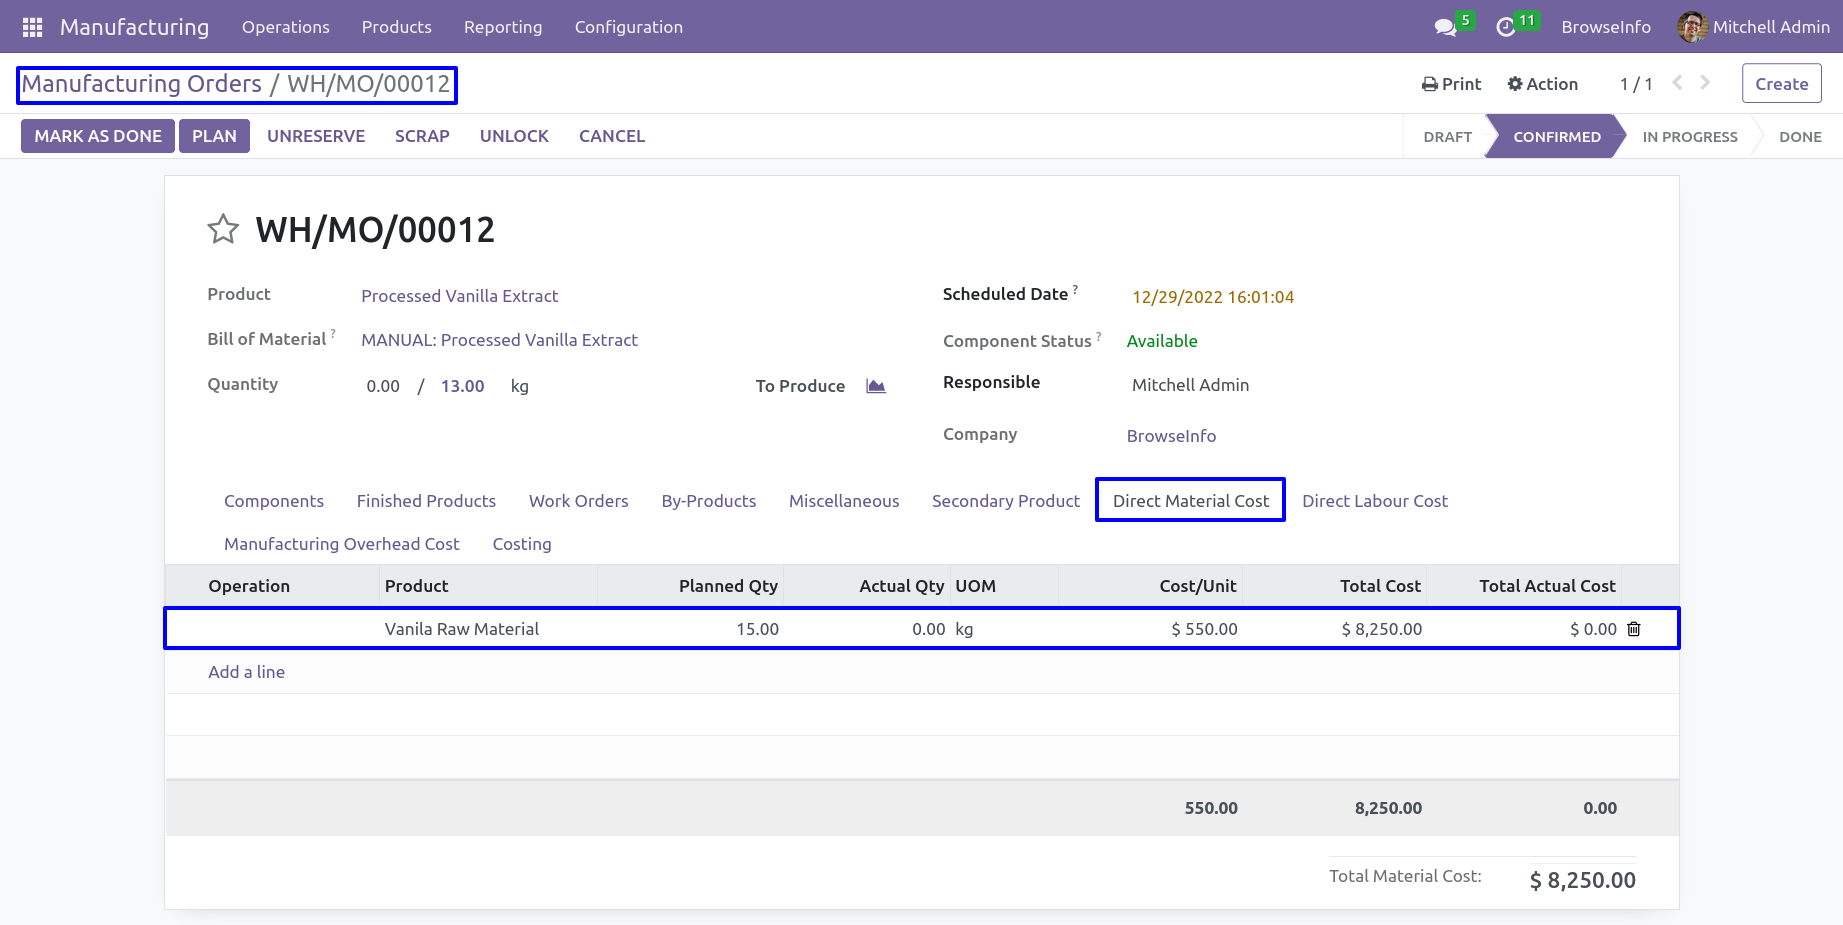 Manufacturing Operations Products Reporting Configuration 5 11 BrowseInfo Mitchell Admin
Manufacturing Orders / WH/MO/00012 Print Action 1 / 1 Create
MARK AS DONE PLAN UNRESERVE SCRAP UNLOCK CANCEL DRAFT CONFIRMED IN PROGRESS DONE
WH/MO/00012
Product Processed Vanilla Extract Scheduled Date ? 12/29/2022 16:01:04
Bill of Material ? MANUAL: Processed Vanilla Extract Component Status ? Available
Quantity 0.00 / 13.00 kg To Produce Responsible Mitchell Admin
Company BrowseInfo
Components Finished Products Work Orders By-Products Miscellaneous Secondary Product Direct Material Cost Direct Labour Cost
Manufacturing Overhead Cost Costing
Operation Product Planned Qty Actual Qty UOM Cost/Unit Total Cost Total Actual Cost
Vanila Raw Material 15.00 0.00 kg $ 550.00 $ 8,250.00 $ 0.00
Add a line
550.00 8,250.00 0.00
Total Material Cost: $ 8,250.00